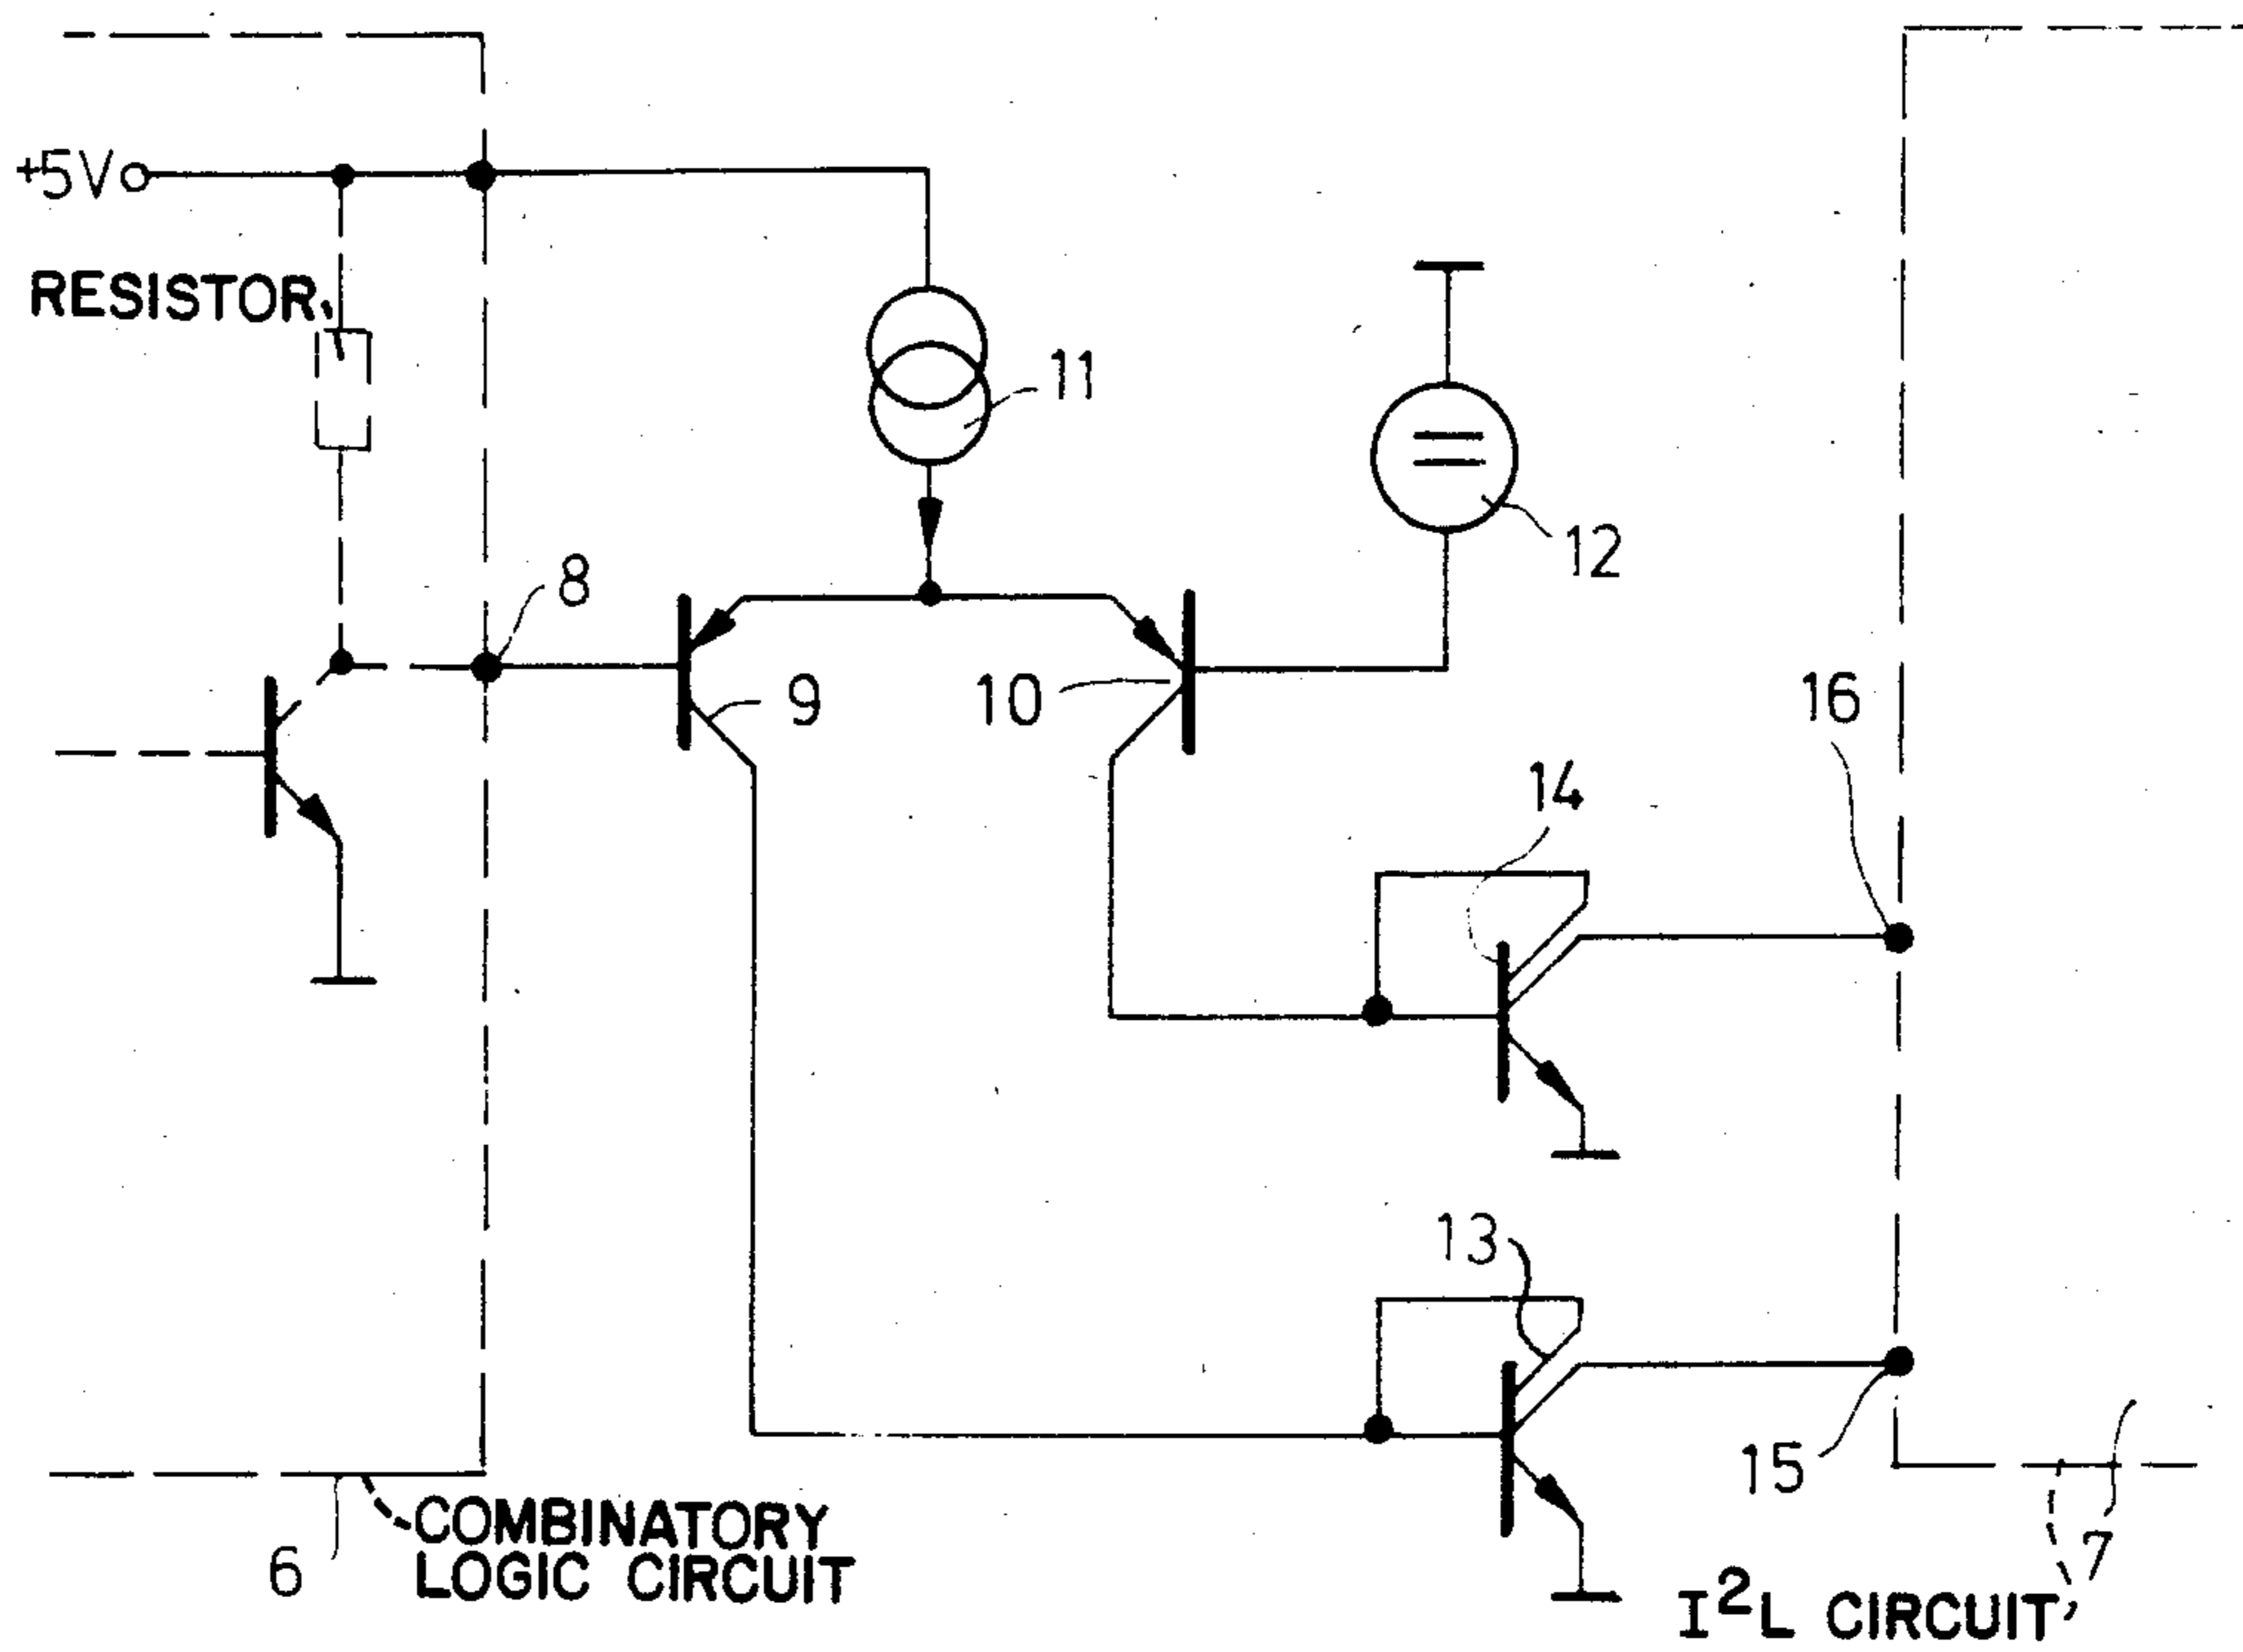 +5V
RESISTOR
11
12
8
9
10
16
14
13
15
6
COMBINATORY
LOGIC CIRCUIT
7
I²L CIRCUIT